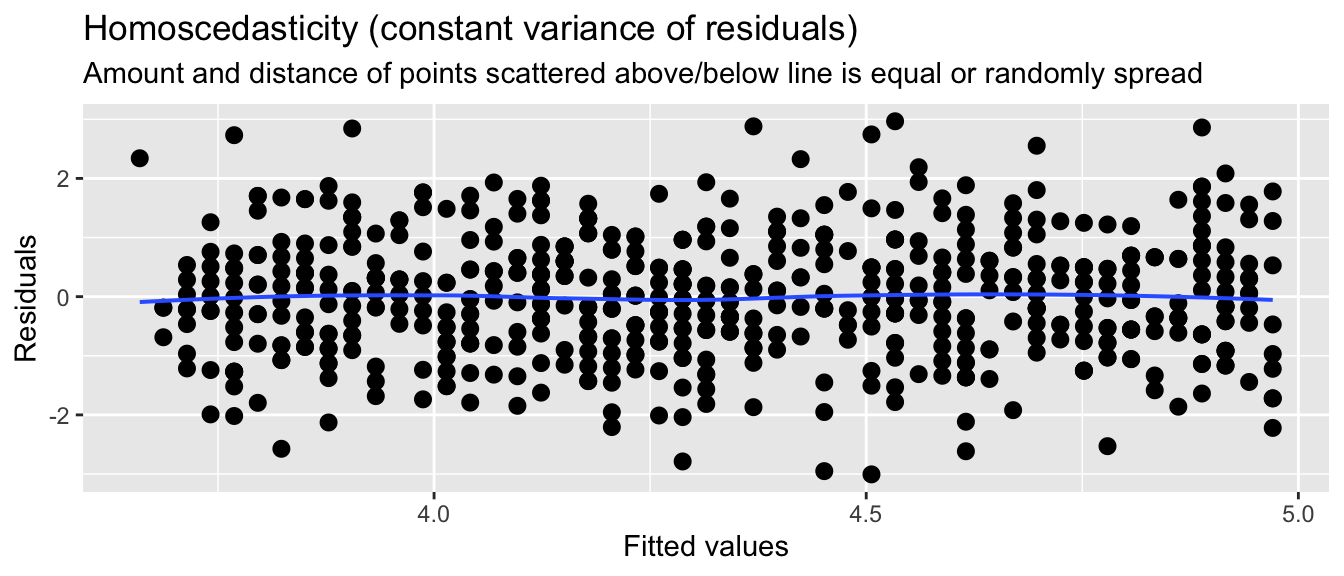 Homoscedasticity (constant variance of residuals)
Amount and distance of points scattered above/below line is equal or randomly spread
Residuals
2
0
-2
4.0
4.5
5.0
Fitted values